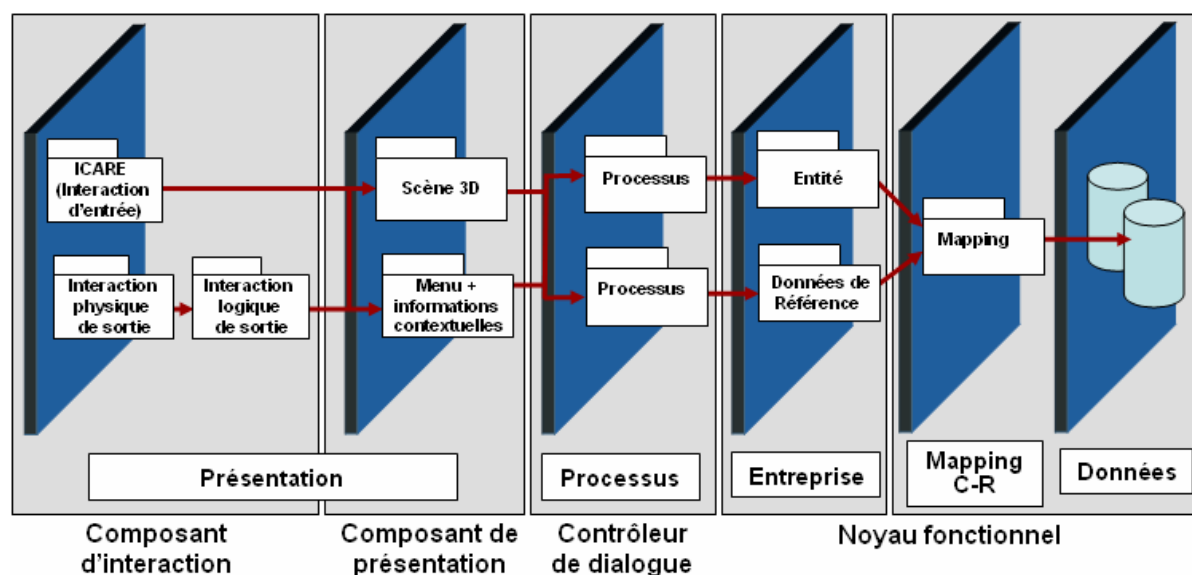 ICARE
(Interaction
d'entrée)
Interaction
physique
de sortie
Interaction
logique
de sortie
Scène 3D
Menu +
informations
contextuelles
Processus
Processus
Entité
Données de
Référence
Mapping
Présentation
Processus
Entreprise
Mapping
C-R
Données
Composant
d'interaction
Composant de
présentation
Contrôleur
de dialogue
Noyau fonctionnel